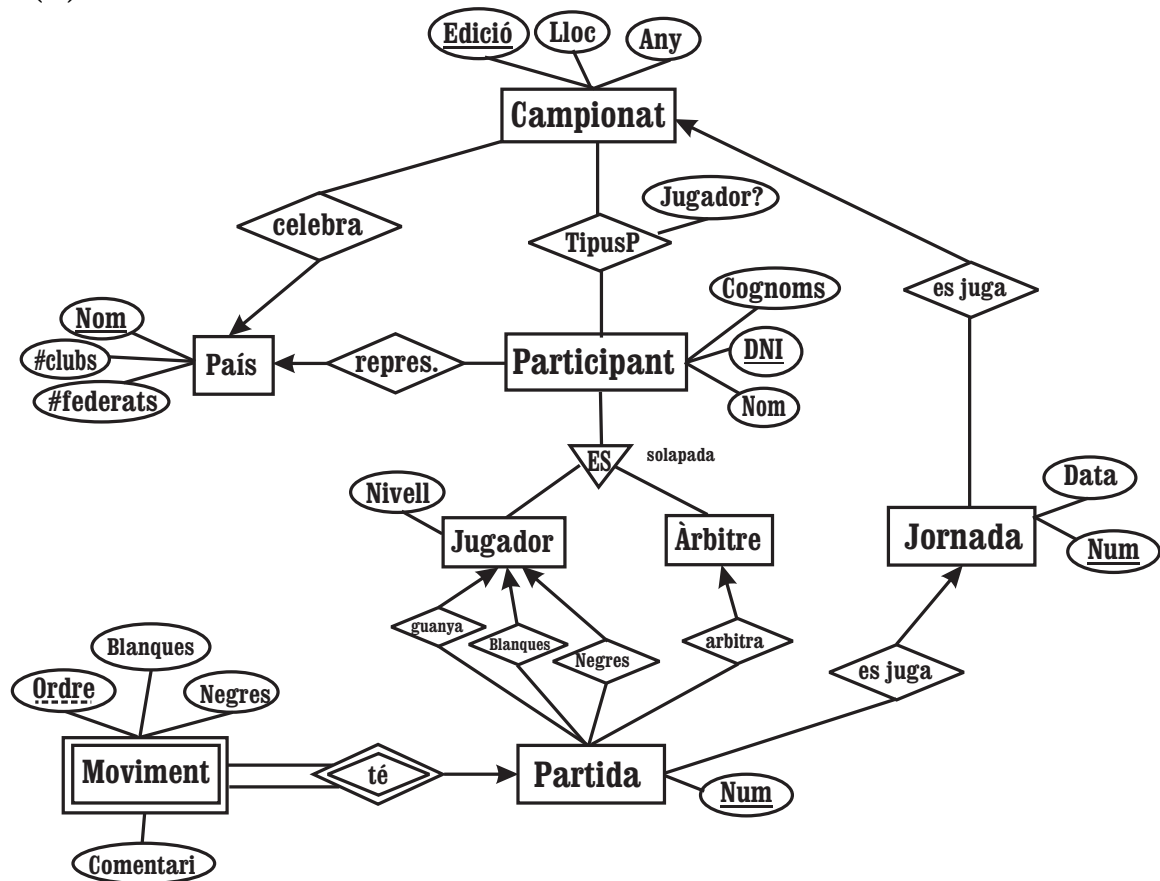 Edició
Lloc
Any
Campionat
Jugador?
celebra
TipusP
Cognoms
es juga
Nom
#clubs
País
repres.
Participant
DNI
#federats
Nom
ES
solapada
Nivell
Data
Jugador
Àrbitre
Jornada
Num
guanya
Blanques
Negres
arbitra
es juga
Blanques
Ordre
Negres
Moviment
té
Partida
Num
Comentari